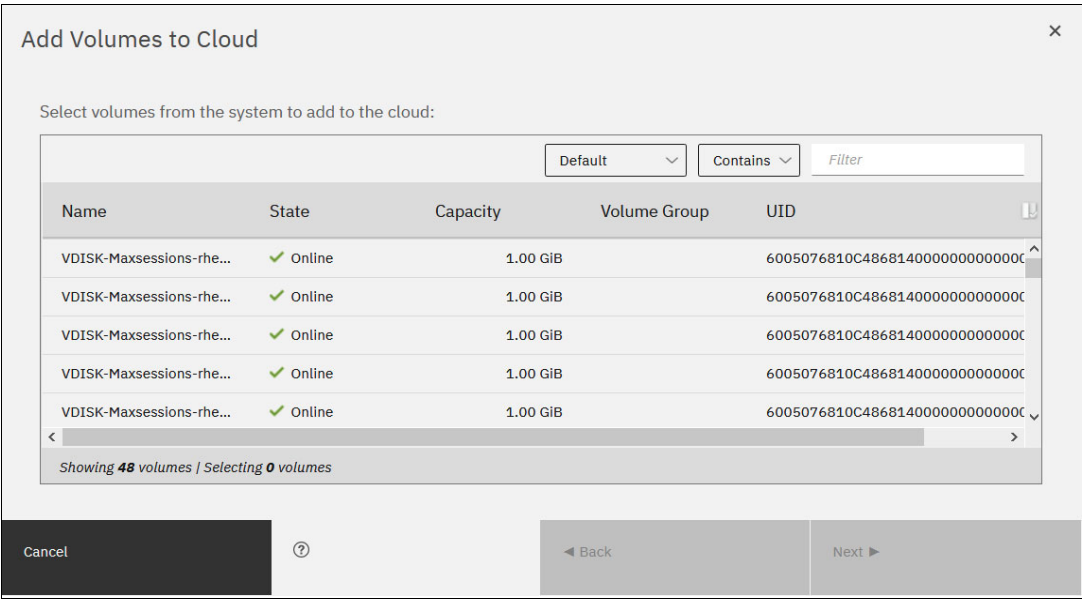 Add Volumes to Cloud
Select volumes from the system to add to the cloud:
Default Contains Filter
Name State Capacity Volume Group UID
VDISK-Maxsessions-rhe... Online 1.00 GiB 6005076810C4868140000000000000
VDISK-Maxsessions-rhe... Online 1.00 GiB 6005076810C4868140000000000000
VDISK-Maxsessions-rhe... Online 1.00 GiB 6005076810C4868140000000000000
VDISK-Maxsessions-rhe... Online 1.00 GiB 6005076810C4868140000000000000
VDISK-Maxsessions-rhe... Online 1.00 GiB 6005076810C4868140000000000000
Showing 48 volumes | Selecting 0 volumes
Cancel ? Back Next